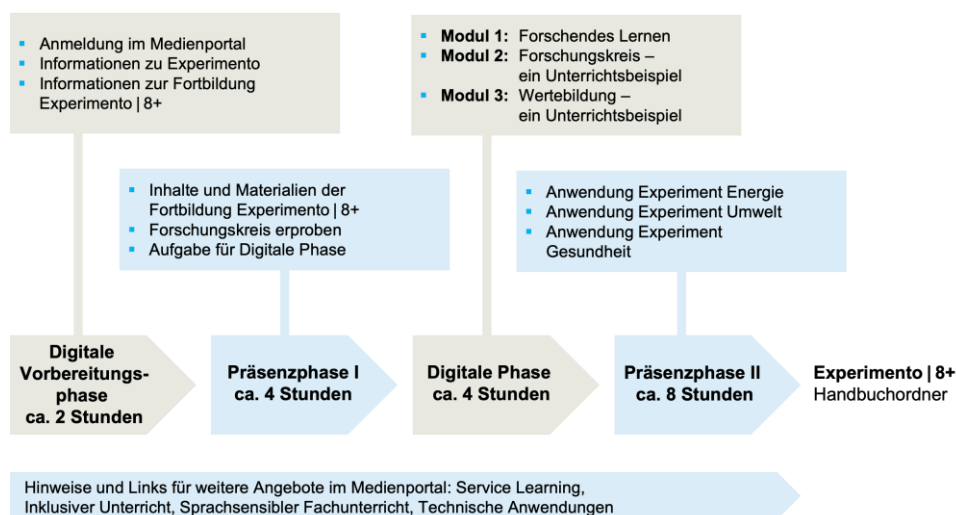 Anmeldung im Medienportal
Informationen zu Experimento
Informationen zur Fortbildung
Experimento | 8+
Modul 1: Forschendes Lernen
Modul 2: Forschungskreis –
ein Unterrichtsbeispiel
Modul 3: Wertebildung –
ein Unterrichtsbeispiel
Inhalte und Materialien der
Fortbildung Experimento | 8+
Forschungskreis erproben
Aufgabe für Digitale Phase
Anwendung Experiment Energie
Anwendung Experiment Umwelt
Anwendung Experiment
Gesundheit
Digitale
Vorbereitungs-
phase
ca. 2 Stunden
Präsenzphase I
ca. 4 Stunden
Digitale Phase
ca. 4 Stunden
Präsenzphase II
ca. 8 Stunden
Experimento | 8+
Handbuchordner
Hinweise und Links für weitere Angebote im Medienportal: Service Learning,
Inklusiver Unterricht, Sprachsensibler Fachunterricht, Technische Anwendungen